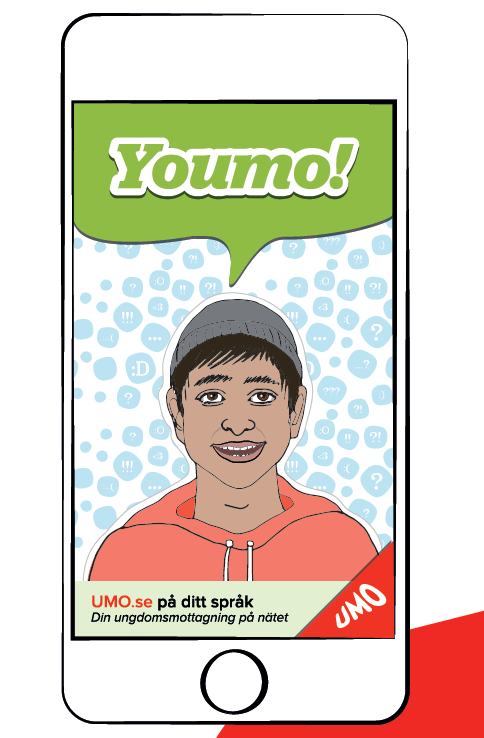 Youmo!
UMO.se på ditt språk
Din ungdomsmottagning på nätet
UMO